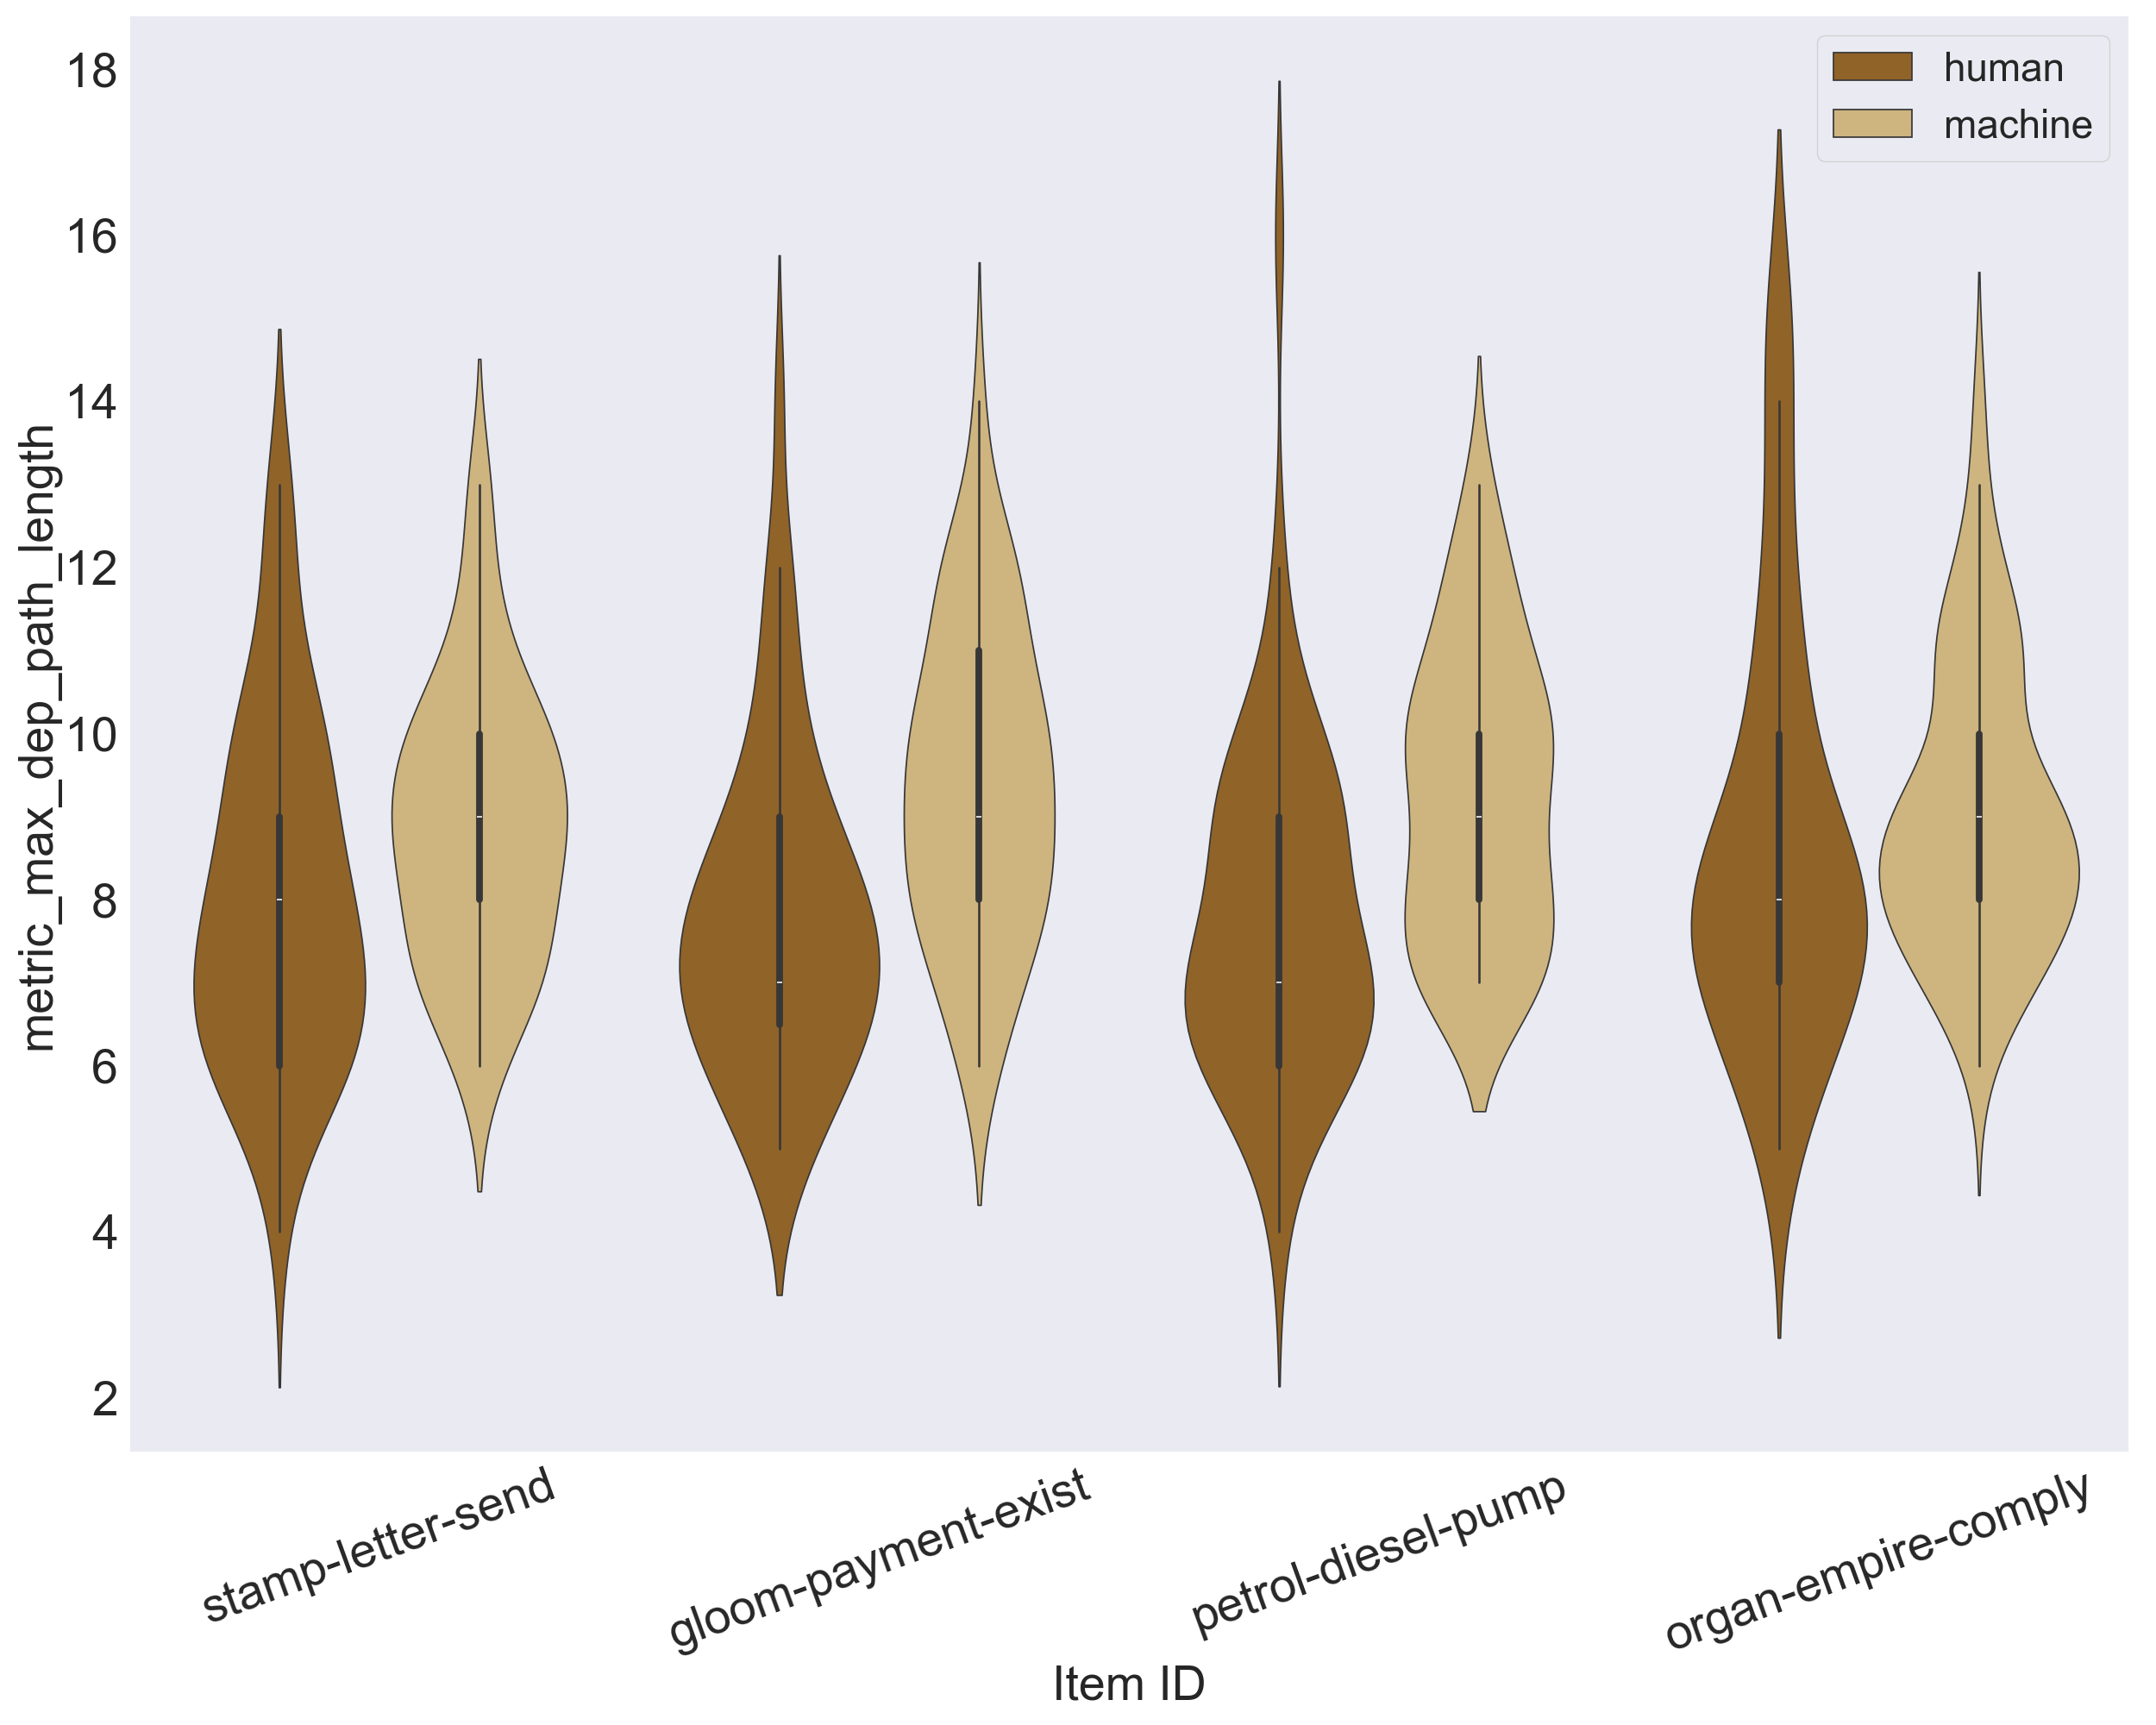 18
16
14
12
10
8
6
4
2
metric_max_dep_path_length
human
machine
stamp-letter-send
gloom-payment-exist
petrol-diesel-pump
organ-empire-comply
Item ID